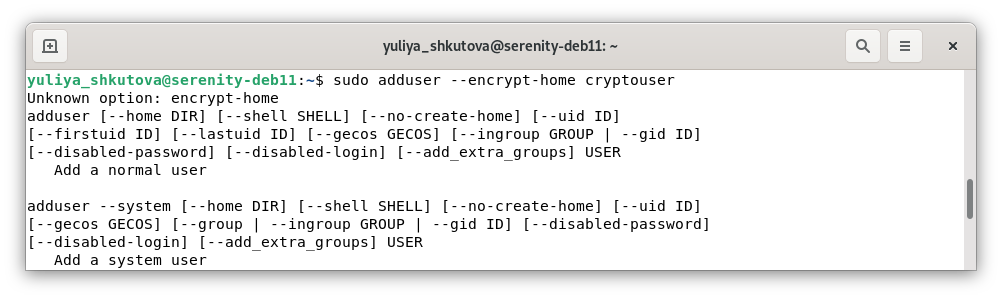 yuliya_shkutova@serenity-deb11: ~
yuliya_shkutova@serenity-deb11:~$ sudo adduser --encrypt-home cryptouser
Unknown option: encrypt-home
adduser [--home DIR] [--shell SHELL] [--no-create-home] [--uid ID]
[--firstuid ID] [--lastuid ID] [--gecos GECOS] [--ingroup GROUP | --gid ID]
[--disabled-password] [--disabled-login] [--add_extra_groups] USER
   Add a normal user

adduser --system [--home DIR] [--shell SHELL] [--no-create-home] [--uid ID]
[--gecos GECOS] [--group | --ingroup GROUP | --gid ID] [--disabled-password]
[--disabled-login] [--add_extra_groups] USER
   Add a system user